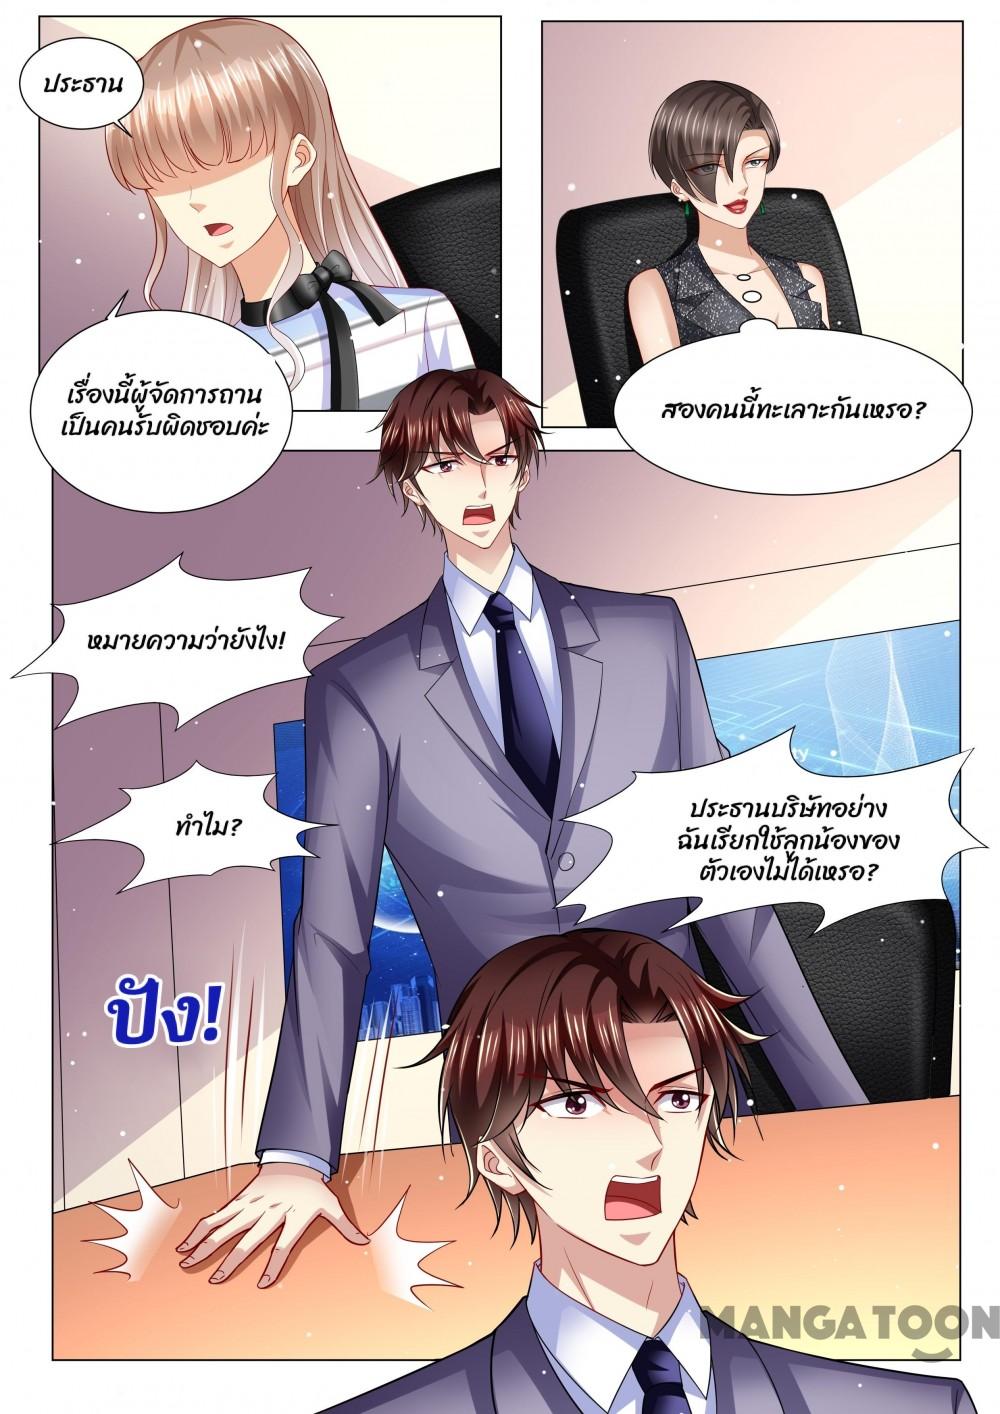 ประธาน
เรื่องนี้ผู้จัดการถาน
เป็นคนรับผิดชอบค่ะ
สองคนนี้ทะเลาะกันเหรอ?
หมายความว่ายังไง!
ทำไม?
ประธานบริษัทอย่าง
ฉันเรียกใช้ลูกน้องของ
ตัวเองไม่ได้เหรอ?
ปัง!
MANGATOON